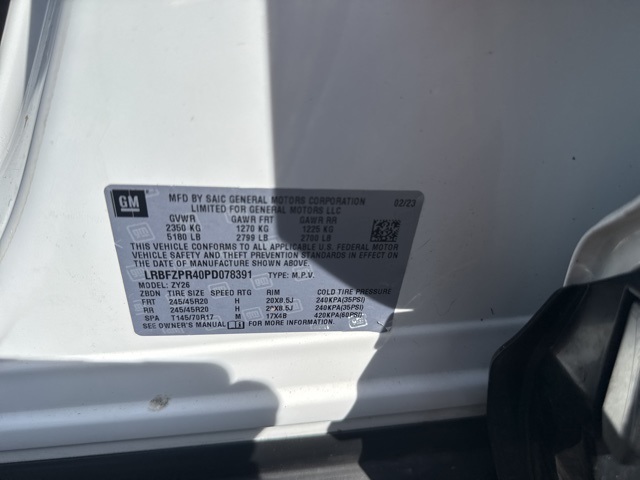 GM
MFD BY SAIC GENERAL MOTORS CORPORATION 02/23
LIMITED FOR GENERAL MOTORS LLC
GVWR GAWR FRT GAWR RR
2350 KG 1270 KG 1225 KG
5180 LB 2799 LB 2700 LB
THIS VEHICLE CONFORMS TO ALL APPLICABLE U.S. FEDERAL MOTOR
VEHICLE SAFETY, AND THEFT PREVENTION STANDARDS IN EFFECT ON
THE DATE OF MANUFACTURE SHOWN ABOVE.
LRBFZPR40PD078391 TYPE: M.P.V.
MODEL: ZY26
ZBDN TIRE SIZE SPEED RTG RIM COLD TIRE PRESSURE
FRT 245/45R20 H 20X8.5J 240KPA(35PSI)
RR 245/45R20 H 2*X8.5J 240KPA(35PSI)
SPA T145/70R17 M 17X4B 420KPA(60PSI)
SEE OWNER'S MANUAL FOR MORE INFORMATION.